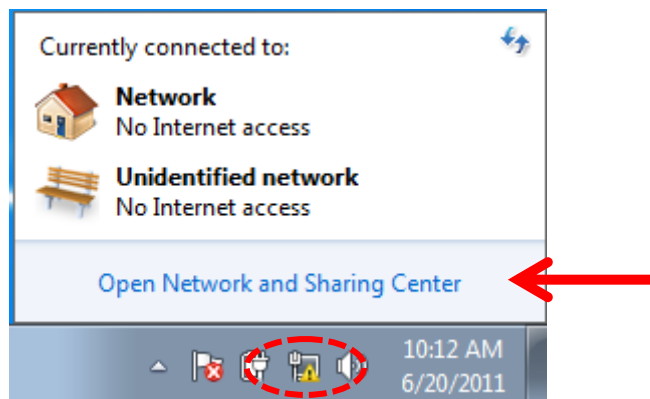 Currently connected to:
Network
No Internet access
Unidentified network
No Internet access
Open Network and Sharing Center
10:12 AM
6/20/2011